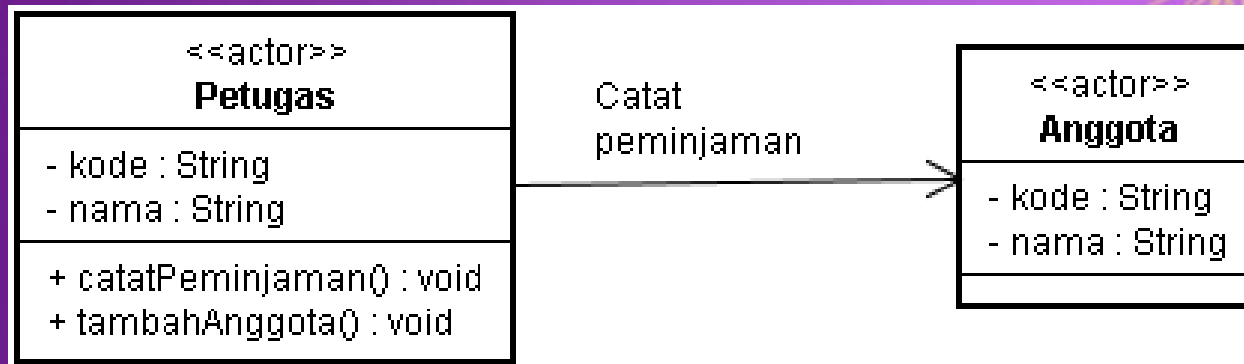 <<actor>>
Petugas
- kode : String
- nama : String
+ catatPeminjaman() : void
+ tambahAnggota() : void
Catat
peminjaman
<<actor>>
Anggota
- kode : String
- nama : String